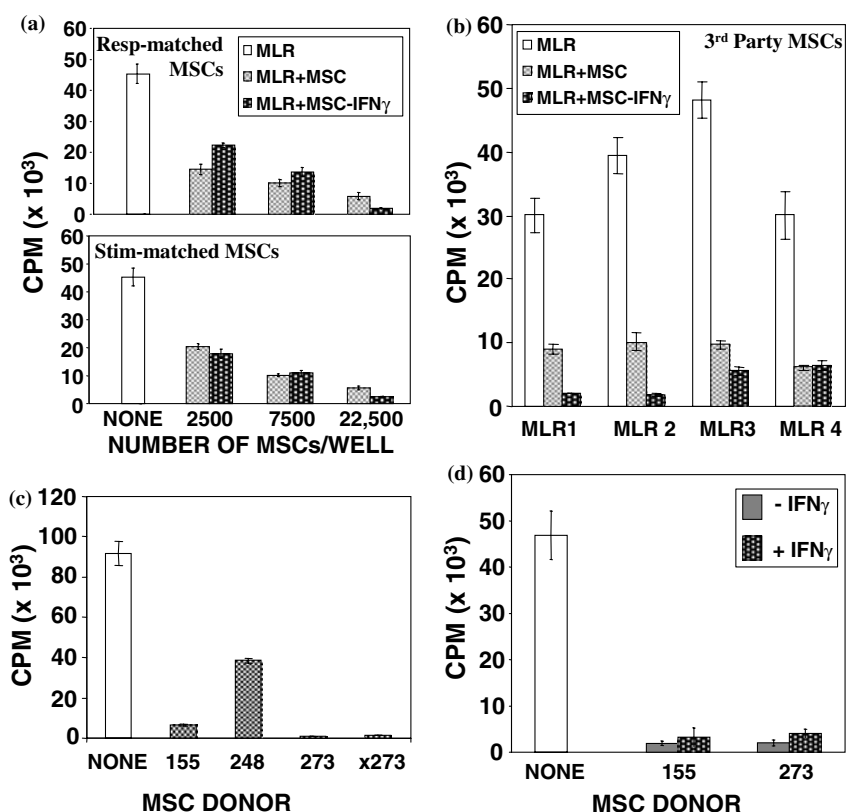 (a)
Resp-matched
MSCs
MLR
MLR+MSC
MLR+MSC-IFNγ
60
50
40
30
20
10
0
Stim-matched MSCs
60
50
40
30
20
10
0
CPM (x 10³)
NONE 2500 7500 22,500
NUMBER OF MSCs/WELL
(b)
3rd Party MSCs
MLR
MLR+MSC
MLR+MSC-IFNγ
60
50
40
30
20
10
0
CPM (x 10³)
MLR1 MLR 2 MLR3 MLR 4
(c)
120
100
80
60
40
20
0
CPM (x 10³)
NONE 155 248 273 x273
MSC DONOR
(d)
- IFNγ
+ IFNγ
60
50
40
30
20
10
0
CPM (x 10³)
NONE 155 273
MSC DONOR